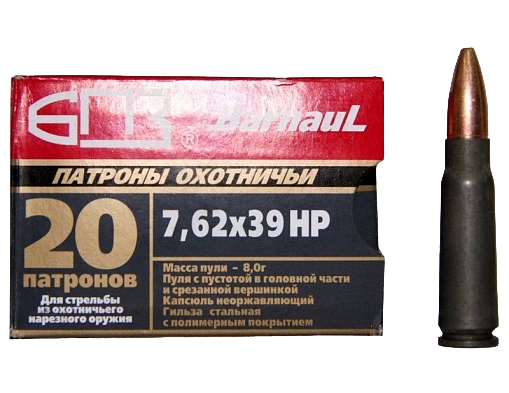 БПЗ ® Barnaul
ПАТРОНЫ ОХОТНИЧЬИ
20
патронов
Для стрельбы
из охотничьего
нарезного оружия
7,62x39 HP
Масса пули – 8,0г
Пуля с пустотой в головной части
и срезанной вершинкой
Капсюль неоржавляющий
Гильза стальная
с полимерным покрытием